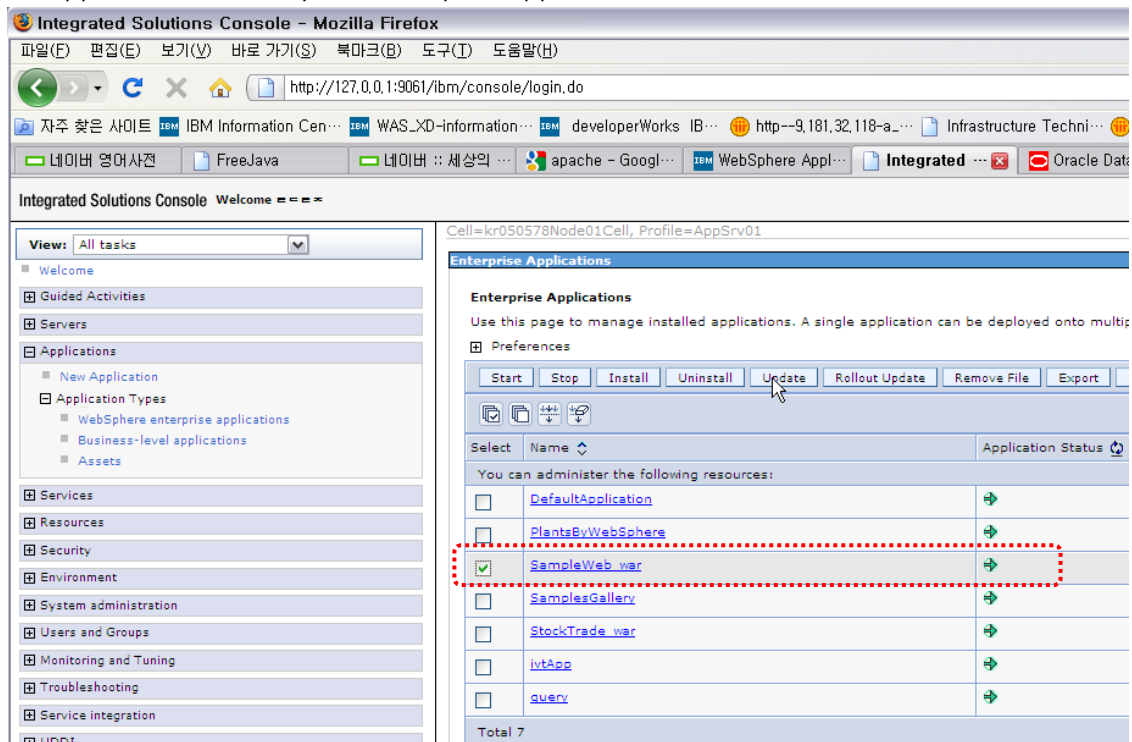 Integrated Solutions Console - Mozilla Firefox
파일(F) 편집(E) 보기(V) 바로 가기(S) 북마크(B) 도구(T) 도움말(H)
http://127.0.0.1:9061/ibm/console/login.do
자주 찾은 사이트 IBM Information Cen… WAS_XD-information… developerWorks IB… http--9.181.32.118-a_… Infrastructure Techni…
네이버 영어사전 FreeJava 네이버 :: 세상의 … apache - Googl… WebSphere Appl… Integrated … Oracle Data
Integrated Solutions Console Welcome
View: All tasks
Welcome
Guided Activities
Servers
Applications
New Application
Application Types
WebSphere enterprise applications
Business-level applications
Assets
Services
Resources
Security
Environment
System administration
Users and Groups
Monitoring and Tuning
Troubleshooting
Service integration
UDDI
Cell=kr050578Node01Cell, Profile=AppSrv01
Enterprise Applications
Enterprise Applications
Use this page to manage installed applications. A single application can be deployed onto multip
Preferences
Start Stop Install Uninstall Update Rollout Update Remove File Export
Select Name Application Status
You can administer the following resources:
DefaultApplication
PlantsByWebSphere
SampleWeb_war
SamplesGallery
StockTrade_war
ivtApp
query
Total 7